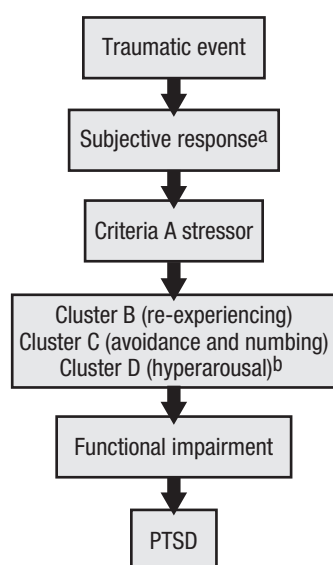 Traumatic event
Subjective responseᵃ
Criteria A stressor
Cluster B (re-experiencing)
Cluster C (avoidance and numbing)
Cluster D (hyperarousal)ᵇ
Functional impairment
PTSD